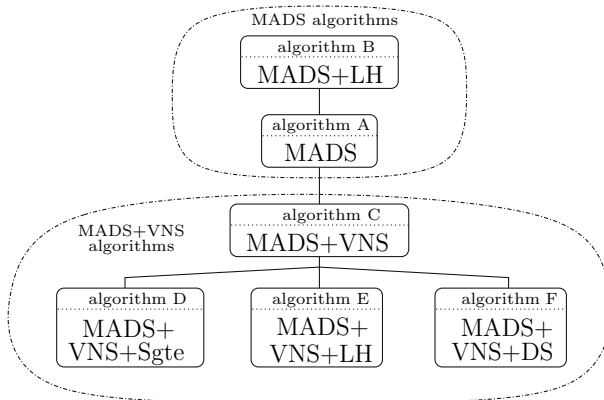 MADS algorithms
algorithm B
MADS+LH
algorithm A
MADS
MADS+VNS
algorithms
algorithm C
MADS+VNS
algorithm D
MADS+
VNS+Sgte
algorithm E
MADS+
VNS+LH
algorithm F
MADS+
VNS+DS